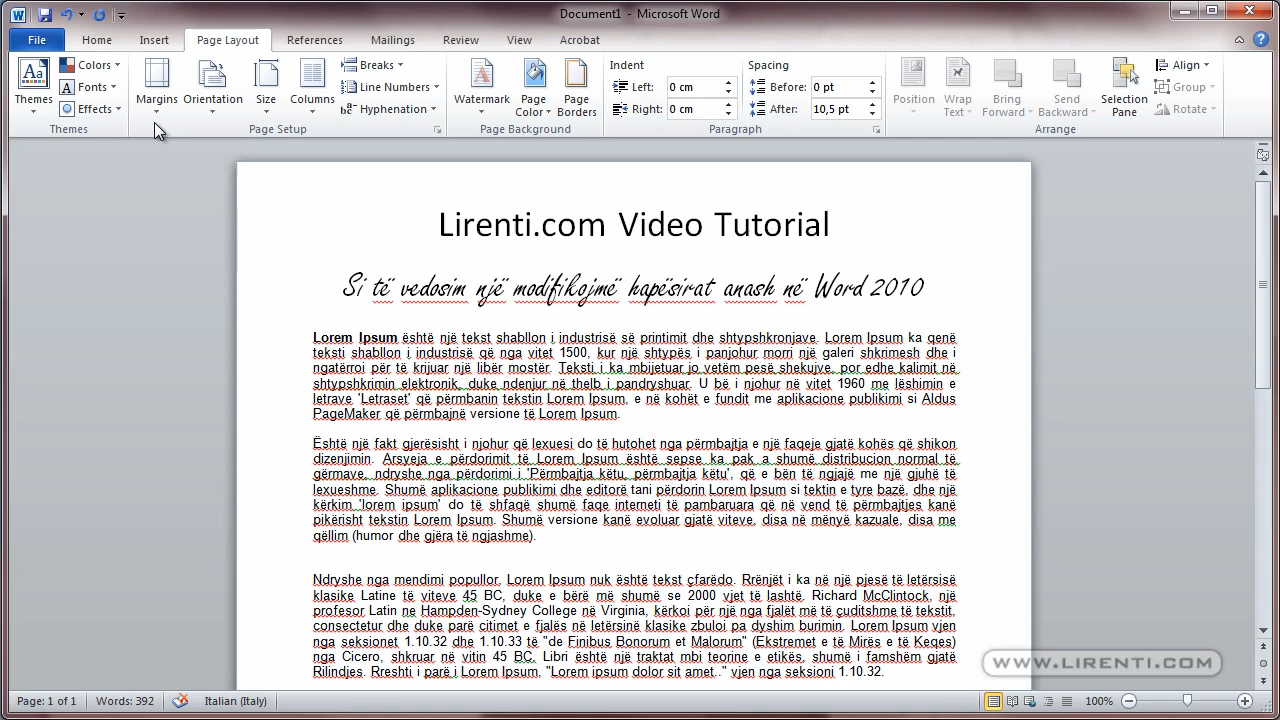 Document1 - Microsoft Word
File Home Insert Page Layout References Mailings Review View Acrobat
Themes
Colors
Fonts
Effects
Themes
Margins Orientation Size Columns
Breaks
Line Numbers
Hyphenation
Page Setup
Watermark Page Color Page Borders
Page Background
Indent
Left: 0 cm
Right: 0 cm
Spacing
Before: 0 pt
After: 10,5 pt
Paragraph
Position Wrap Text Bring Forward Send Backward Selection Pane
Align
Group
Rotate
Arrange
Lirenti.com Video Tutorial
Si të vedosim një modifikojmë hapësirat anash në Word 2010
Lorem Ipsum është një tekst shabllon i industrisë së printimit dhe shtypshkronjave. Lorem Ipsum ka qenë
teksti shabllon i industrisë që nga vitet 1500, kur një shtypës i panjohur morri një galeri shkrimesh dhe i
ngatërroi për të krijuar një libër mostër. Teksti i ka mbijetuar jo vetëm pesë shekujve, por edhe kalimit në
shtypshkrimin elektronik, duke ndenjur në thelb i pandryshuar. U bë i njohur në vitet 1960 me lëshimin e
letrave 'Letraset' që përmbanin tekstin Lorem Ipsum, e në kohët e fundit me aplikacione publikimi si Aldus
PageMaker që përmbajnë versione të Lorem Ipsum.
Është një fakt gjerësisht i njohur që lexuesi do të hutohet nga përmbajtja e një faqeje gjatë kohës që shikon
dizenjimin. Arsyeja e përdorimit të Lorem Ipsum është sepse ka pak a shumë distribucion normal të
gërmave, ndryshe nga përdorimi i 'Përmbajtja këtu, përmbajtja këtu', që e bën të ngjajë me një gjuhë të
lexueshme. Shumë aplikacione publikimi dhe editorë tani përdorin Lorem Ipsum si tektin e tyre bazë, dhe një
kërkim 'lorem ipsum' do të shfaqë shumë faqe interneti të pambaruara që në vend të përmbajtjes kanë
pikërisht tekstin Lorem Ipsum. Shumë versione kanë evoluar gjatë viteve, disa në mënyë kazuale, disa me
qëllim (humor dhe gjëra të ngjashme).
Ndryshe nga mendimi popullor, Lorem Ipsum nuk është tekst çfarëdo. Rrënjët i ka në një pjesë të letërsisë
klasike Latine të viteve 45 BC, duke e bërë më shumë se 2000 vjet të lashtë. Richard McClintock, një
profesor Latin ne Hampden-Sydney College në Virginia, kërkoi për një nga fjalët më të çuditshme të tekstit,
consectetur dhe duke parë citimet e fjalës në letërsinë klasike zbuloi pa dyshim burimin. Lorem Ipsum vjen
nga seksionet 1.10.32 dhe 1.10.33 të "de Finibus Bonorum et Malorum" (Ekstremet e të Mirës e të Keqes)
nga Cicero, shkruar në vitin 45 BC. Libri është një traktat mbi teorine e etikës, shumë i famshëm gjatë
Rilindjes. Rreshti i parë i Lorem Ipsum, "Lorem ipsum dolor sit amet..." vjen nga seksioni 1.10.32.
WWW.LIRENTI.COM
Page: 1 of 1 Words: 392 Italian (Italy) 100%